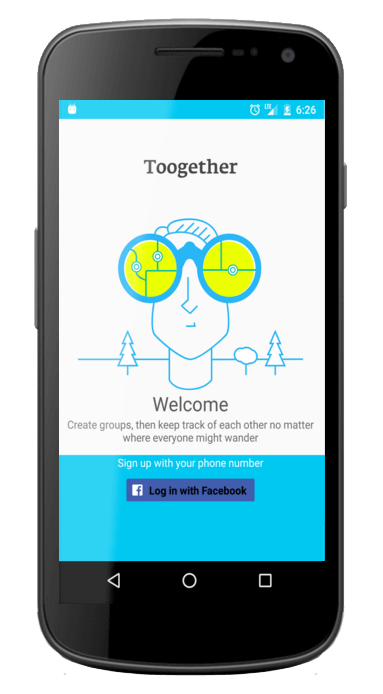 LTE 6:26
Toogether
Welcome
Create groups, then keep track of each other no matter
where everyone might wander
Sign up with your phone number
f Log in with Facebook